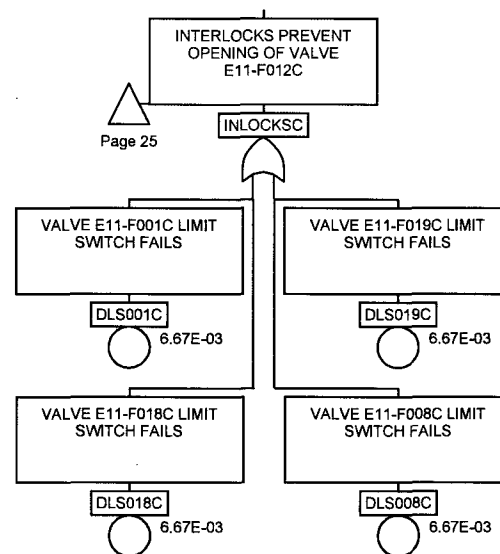 INTERLOCKS PREVENT
OPENING OF VALVE
E11-F012C
Page 25
INLOCKSC
VALVE E11-F001C LIMIT
SWITCH FAILS
DLS001C
6.67E-03
VALVE E11-F019C LIMIT
SWITCH FAILS
DLS019C
6.67E-03
VALVE E11-F018C LIMIT
SWITCH FAILS
DLS018C
6.67E-03
VALVE E11-F008C LIMIT
SWITCH FAILS
DLS008C
6.67E-03